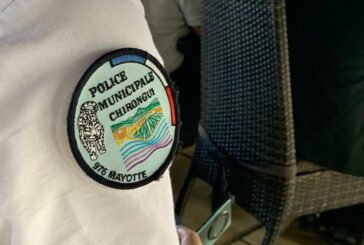 POLICE
MUNICIPALE
CHIRONGUI
976 MAYOTTE